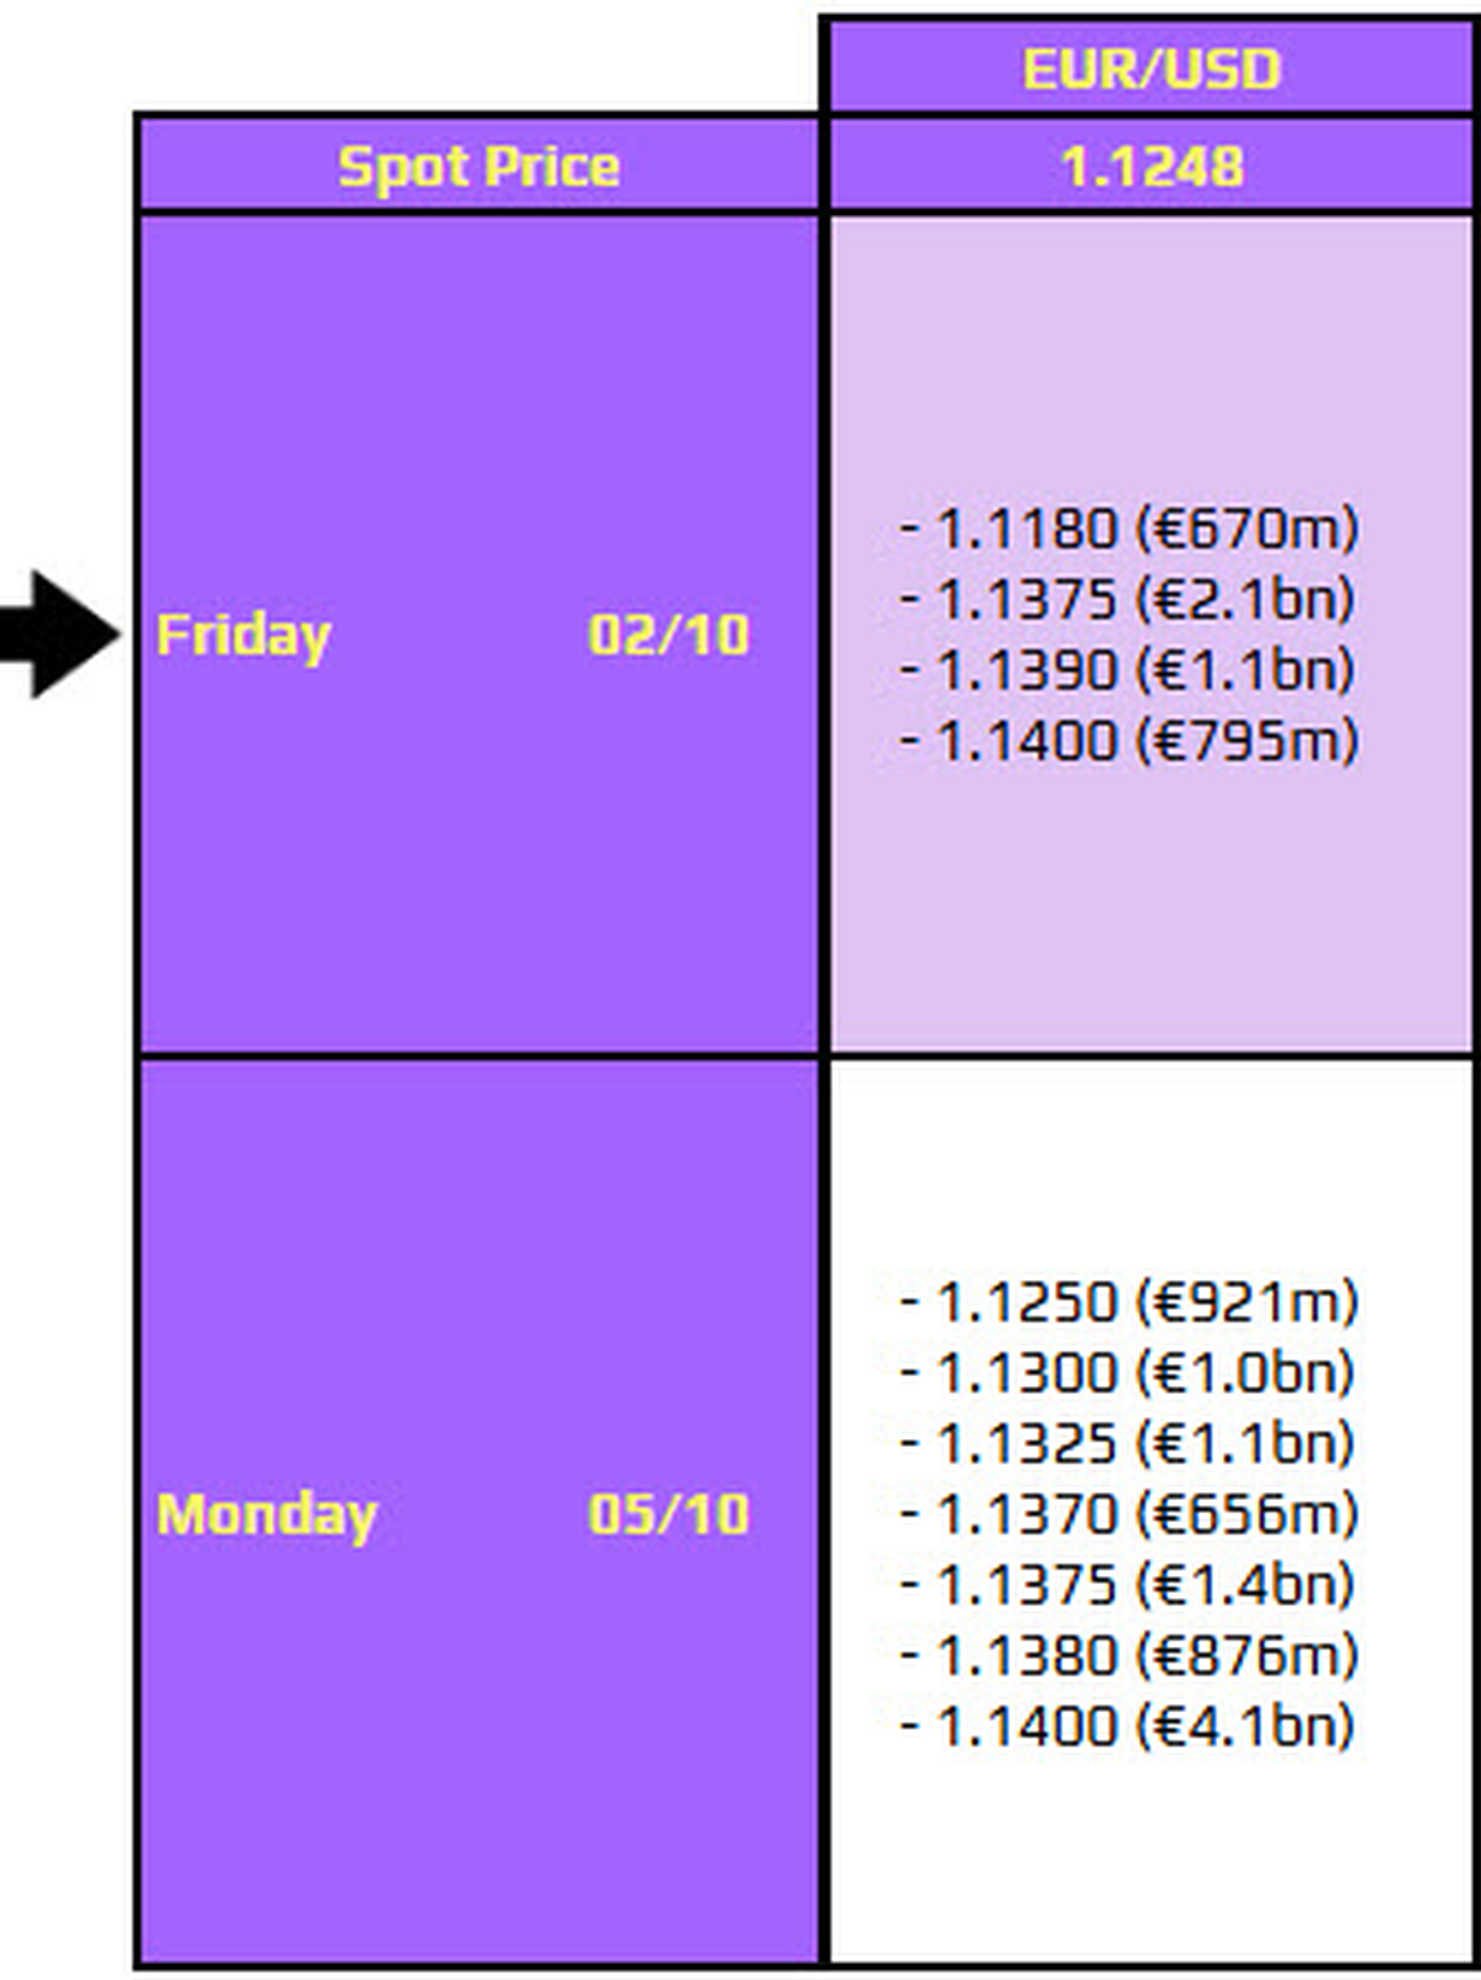 EUR/USD
Spot Price 1.1248
Friday 02/10
- 1.1180 (€670m)
- 1.1375 (€2.1bn)
- 1.1390 (€1.1bn)
- 1.1400 (€795m)
Monday 05/10
- 1.1250 (€921m)
- 1.1300 (€1.0bn)
- 1.1325 (€1.1bn)
- 1.1370 (€656m)
- 1.1375 (€1.4bn)
- 1.1380 (€876m)
- 1.1400 (€4.1bn)